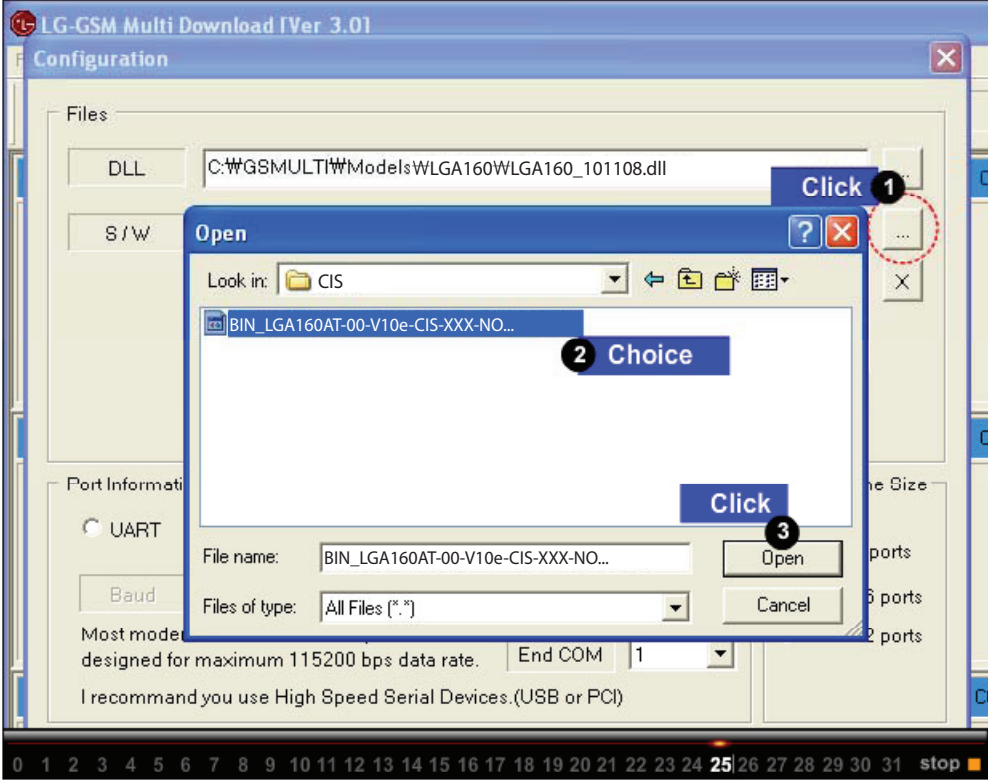 LG-GSM Multi Download [Ver 3.0]
Configuration
Files
DLL
C:₩GSMULTI₩Models₩LGA160₩LGA160_101108.dll
Click 1
S/W
...
Open
Look in: CIS
BIN_LGA160AT-00-V10e-CIS-XXX-NO...
2 Choice
Port Informati
ne Size
Click
3
UART
File name: BIN_LGA160AT-00-V10e-CIS-XXX-NO... Open
ports
Baud
Files of type: All Files (*.*) Cancel
6 ports
2 ports
Most moder
designed for maximum 115200 bps data rate. End COM 1
I recommand you use High Speed Serial Devices.(USB or PCI)
0 1 2 3 4 5 6 7 8 9 10 11 12 13 14 15 16 17 18 19 20 21 22 23 24 25 26 27 28 29 30 31 stop